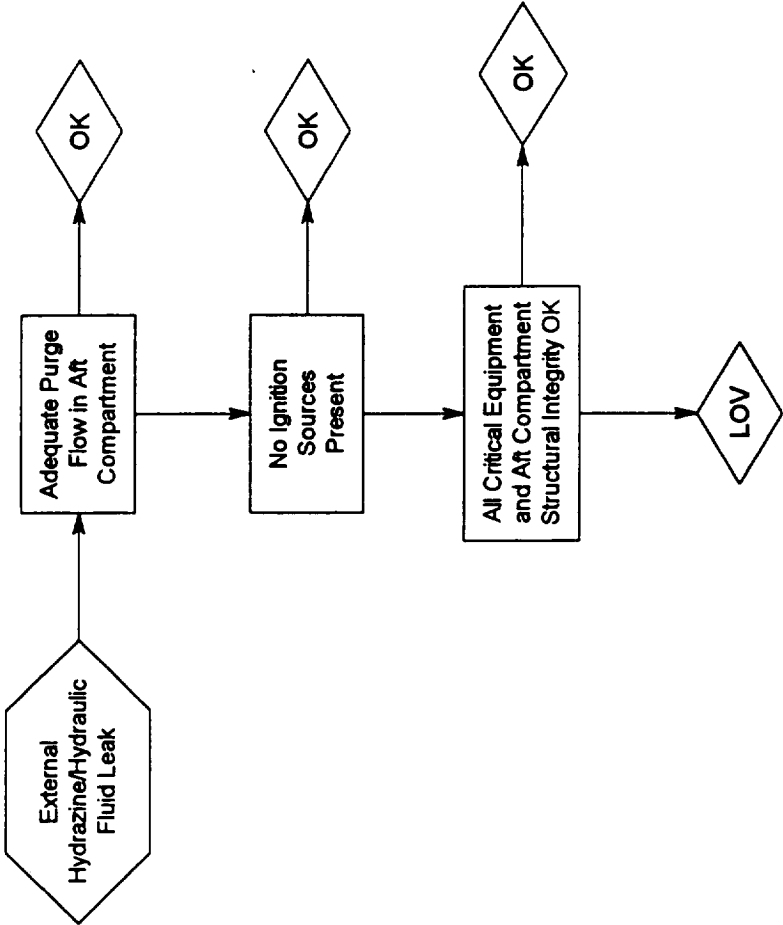 External
Hydrazine/Hydraulic
Fluid Leak
Adequate Purge
Flow in Aft
Compartment
OK
No Ignition
Sources
Present
OK
All Critical Equipment
and Aft Compartment
Structural Integrity OK
OK
LOV